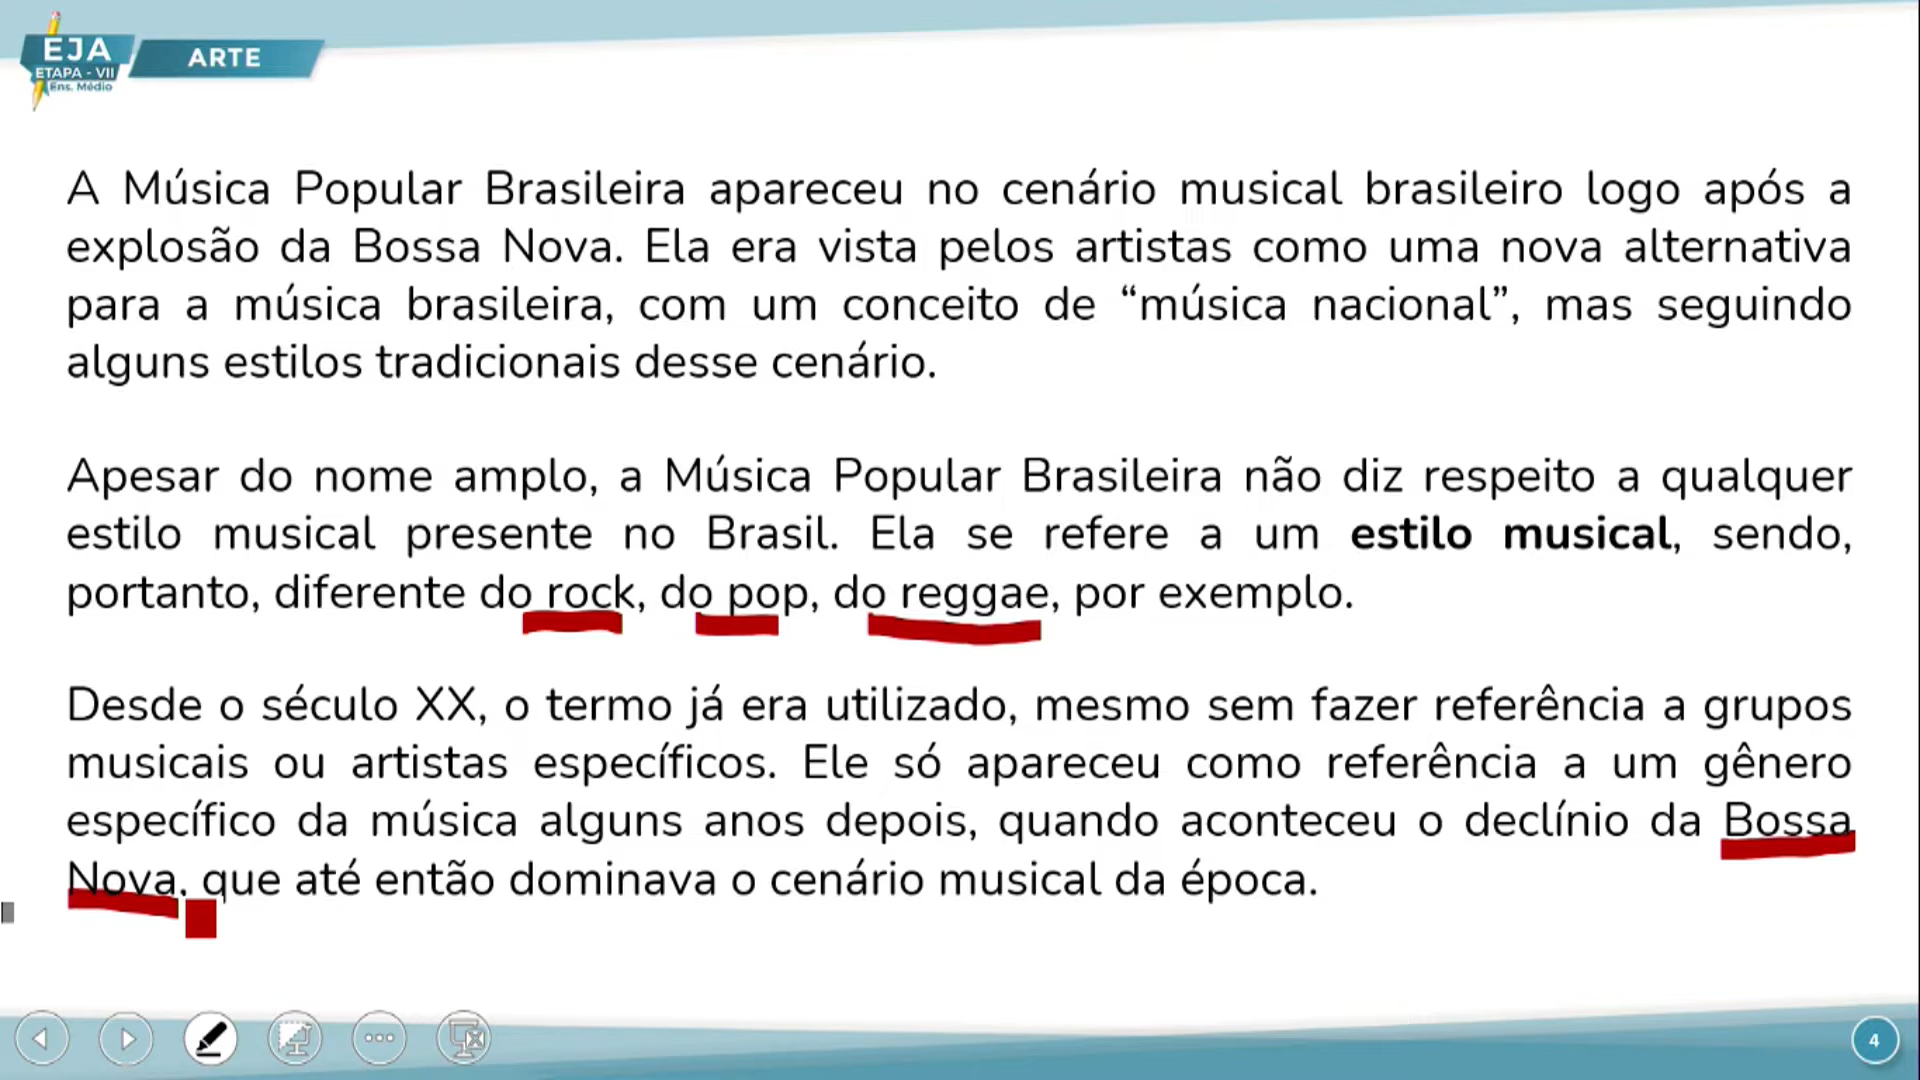 EJA
ETAPA - VII
Ens. Médio
ARTE
A Música Popular Brasileira apareceu no cenário musical brasileiro logo após a
explosão da Bossa Nova. Ela era vista pelos artistas como uma nova alternativa
para a música brasileira, com um conceito de “música nacional”, mas seguindo
alguns estilos tradicionais desse cenário.
Apesar do nome amplo, a Música Popular Brasileira não diz respeito a qualquer
estilo musical presente no Brasil. Ela se refere a um estilo musical, sendo,
portanto, diferente do rock, do pop, do reggae, por exemplo.
Desde o século XX, o termo já era utilizado, mesmo sem fazer referência a grupos
musicais ou artistas específicos. Ele só apareceu como referência a um gênero
específico da música alguns anos depois, quando aconteceu o declínio da Bossa
Nova, que até então dominava o cenário musical da época.
4